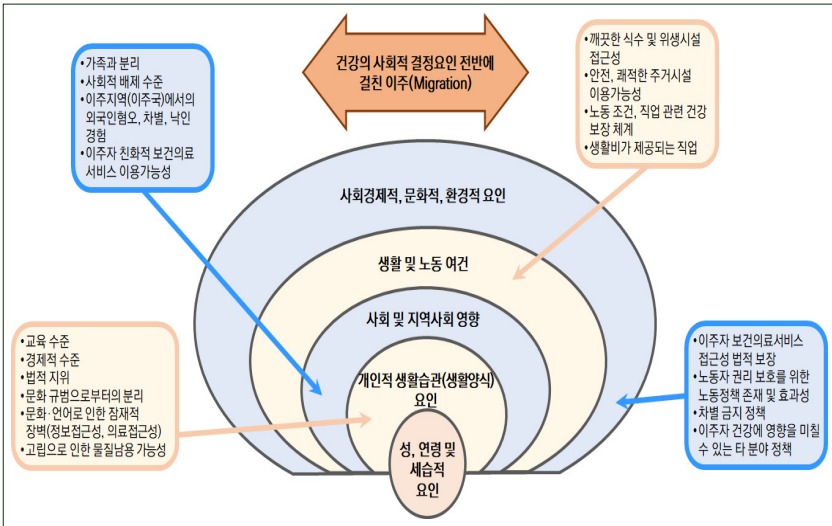 건강의 사회적 결정요인 전반에
걸친 이주(Migration)
•가족과 분리
•사회적 배제 수준
•이주지역(이주국)에서의
외국인혐오, 차별, 낙인
경험
•이주자 친화적 보건의료
서비스 이용가능성
•깨끗한 식수 및 위생시설
접근성
•안전, 쾌적한 주거시설
이용가능성
•노동 조건, 직업 관련 건강
보장 체계
•생활비가 제공되는 직업
사회경제적, 문화적, 환경적 요인
생활 및 노동 여건
사회 및 지역사회 영향
개인적 생활습관(생활양식)
요인
성, 연령 및
세습적
요인
•교육 수준
•경제적 수준
•법적 지위
•문화 규범으로부터의 분리
•문화·언어로 인한 잠재적
장벽(정보접근성, 의료접근성)
•고립으로 인한 물질남용 가능성
•이주자 보건의료서비스
접근성 법적 보장
•노동자 권리 보호를 위한
노동정책 존재 및 효과성
•차별 금지 정책
•이주자 건강에 영향을 미칠
수 있는 타 분야 정책